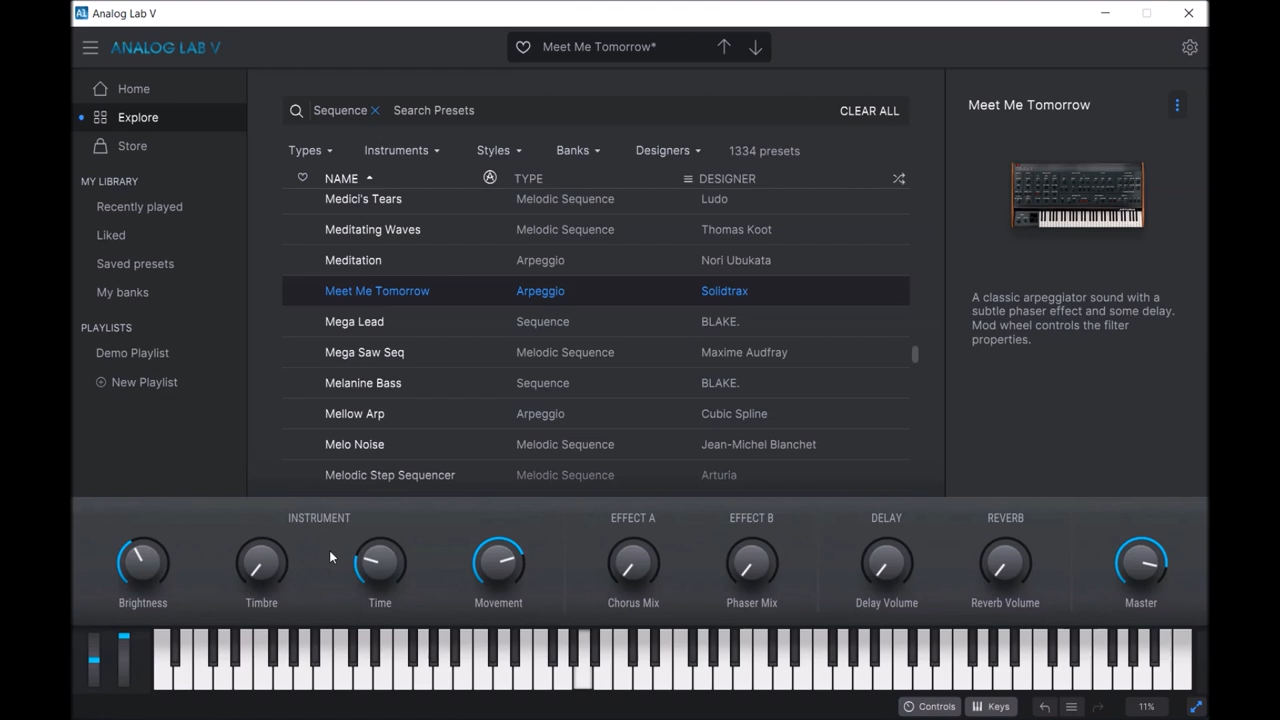 Analog Lab V
ANALOG LAB V
Meet Me Tomorrow*
Home
Explore
Store
MY LIBRARY
Recently played
Liked
Saved presets
My banks
PLAYLISTS
Demo Playlist
New Playlist
Sequence Search Presets CLEAR ALL
Types Instruments Styles Banks Designers 1334 presets
NAME TYPE DESIGNER
Medici's Tears Melodic Sequence Ludo
Meditating Waves Melodic Sequence Thomas Koot
Meditation Arpeggio Nori Ubukata
Meet Me Tomorrow Arpeggio Solidtrax
Mega Lead Sequence BLAKE.
Mega Saw Seq Melodic Sequence Maxime Audfray
Melanine Bass Sequence BLAKE.
Mellow Arp Arpeggio Cubic Spline
Melo Noise Melodic Sequence Jean-Michel Blanchet
Melodic Step Sequencer Melodic Sequence Arturia
Meet Me Tomorrow
A classic arpeggiator sound with a
subtle phaser effect and some delay.
Mod wheel controls the filter
properties.
INSTRUMENT EFFECT A EFFECT B DELAY REVERB
Brightness Timbre Time Movement Chorus Mix Phaser Mix Delay Volume Reverb Volume Master
Controls Keys 11%